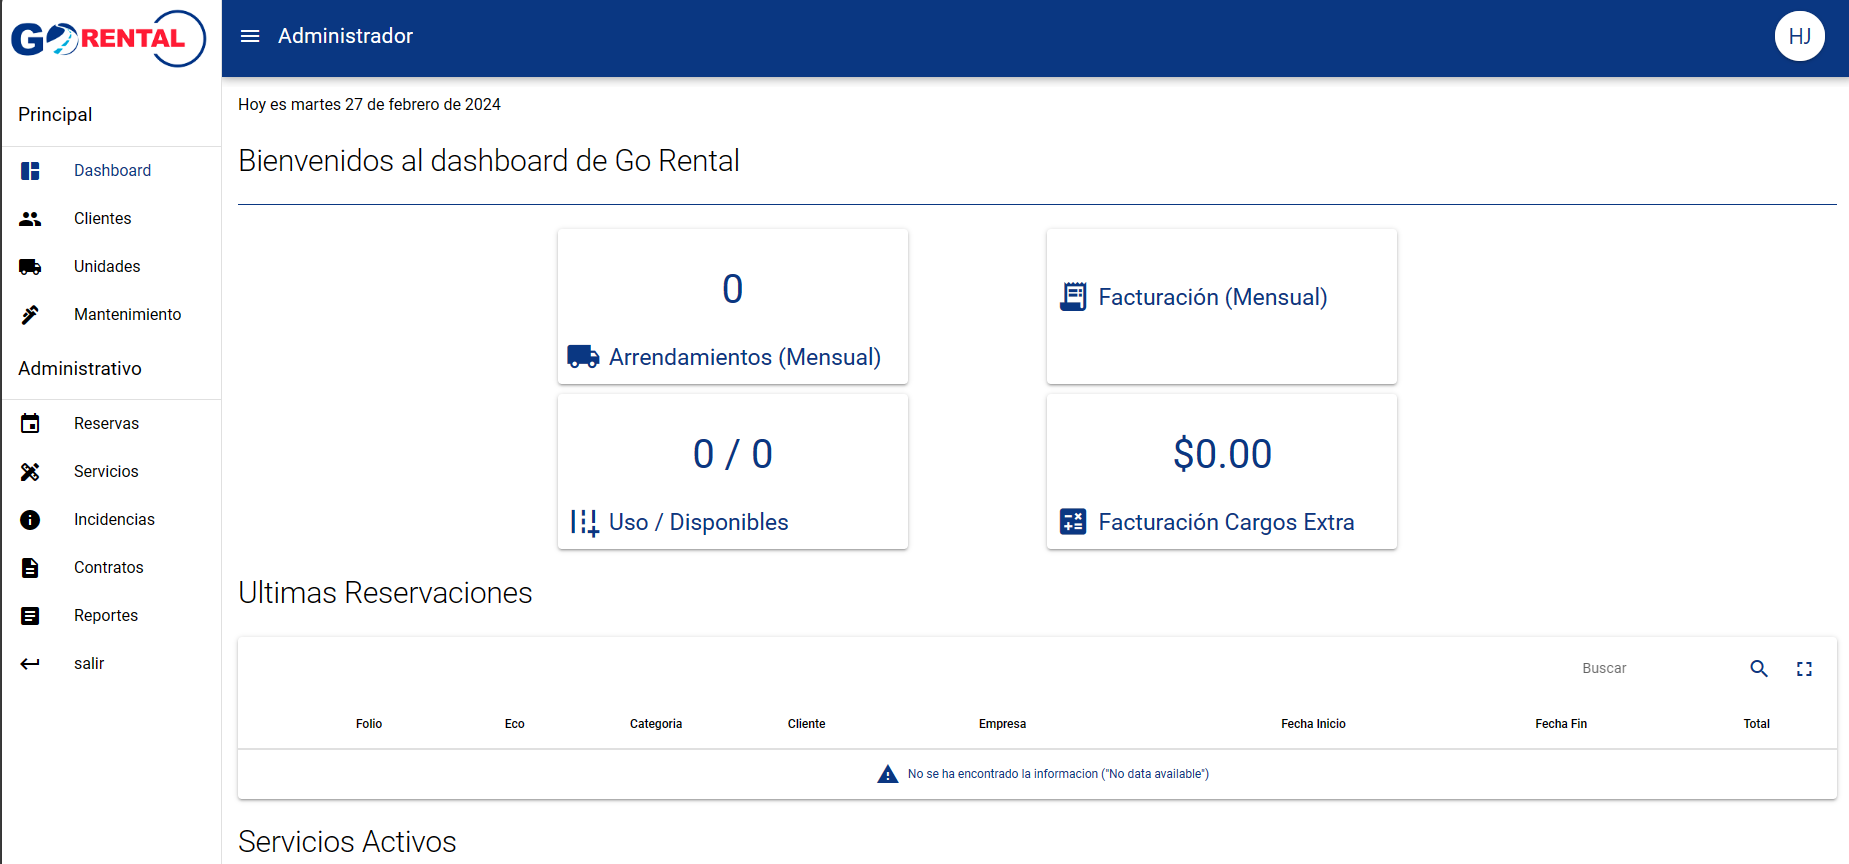 GO RENTAL
Administrador
HJ
Principal
Dashboard
Clientes
Unidades
Mantenimiento
Administrativo
Reservas
Servicios
Incidencias
Contratos
Reportes
salir
Hoy es martes 27 de febrero de 2024
Bienvenidos al dashboard de Go Rental
0
Arrendamientos (Mensual)
Facturación (Mensual)
0 / 0
Uso / Disponibles
$0.00
Facturación Cargos Extra
Ultimas Reservaciones
Buscar
Folio Eco Categoria Cliente Empresa Fecha Inicio Fecha Fin Total
No se ha encontrado la informacion ("No data available")
Servicios Activos